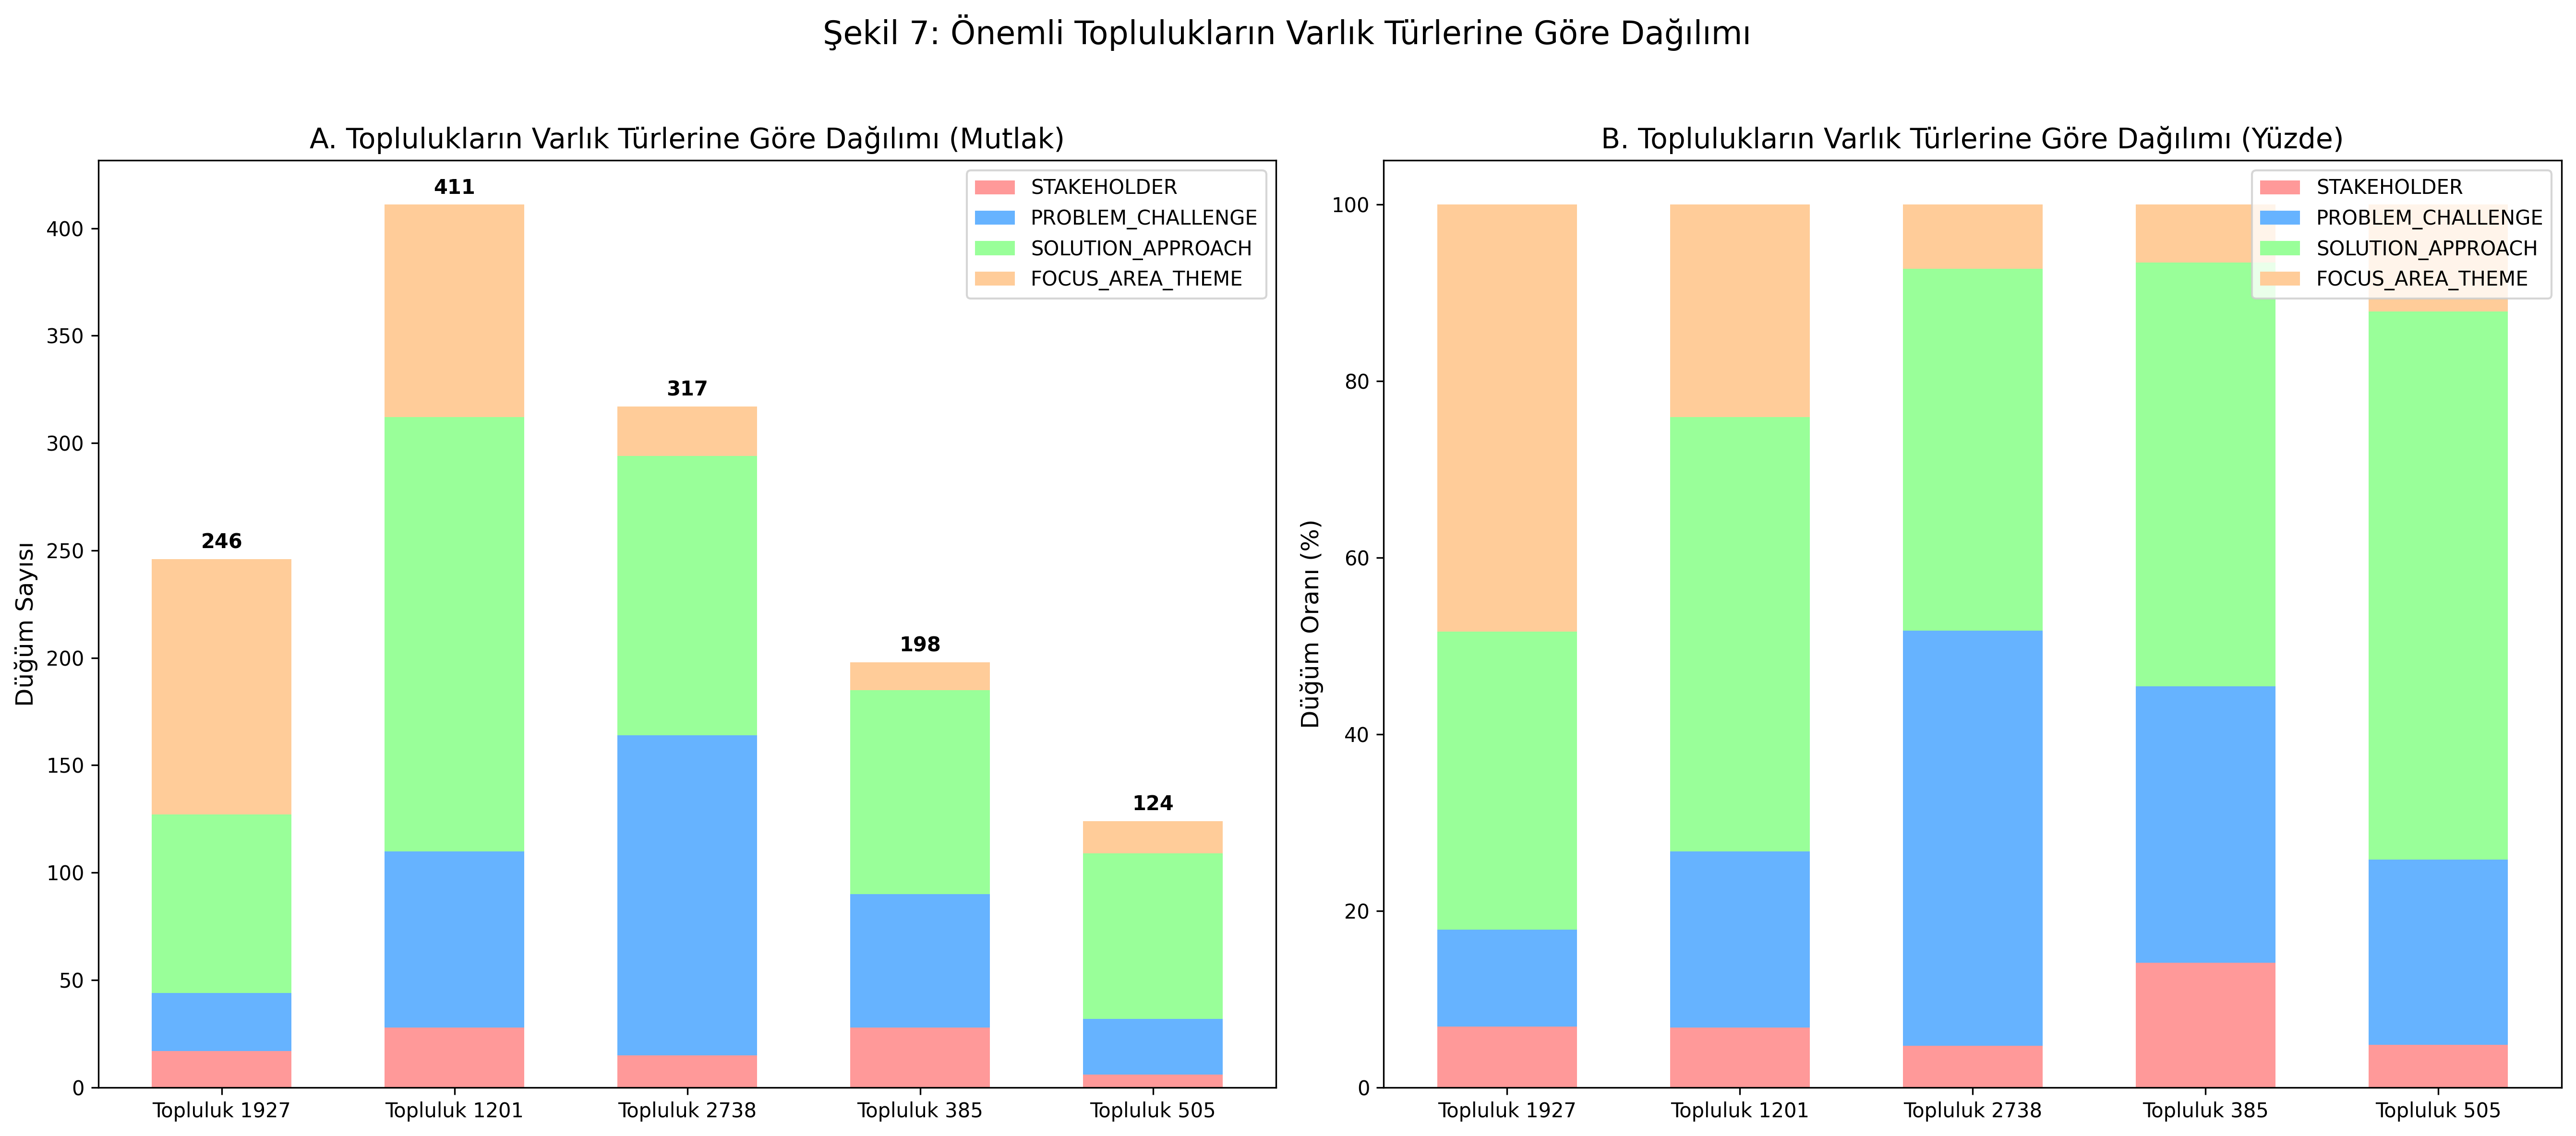 Şekil 7: Önemli Toplulukların Varlık Türlerine Göre Dağılımı
A. Toplulukların Varlık Türlerine Göre Dağılımı (Mutlak)
Düğüm Sayısı
400
350
300
250
200
150
100
50
0
246
411
317
198
124
STAKEHOLDER
PROBLEM_CHALLENGE
SOLUTION_APPROACH
FOCUS_AREA_THEME
Topluluk 1927
Topluluk 1201
Topluluk 2738
Topluluk 385
Topluluk 505
B. Toplulukların Varlık Türlerine Göre Dağılımı (Yüzde)
Düğüm Oranı (%)
100
80
60
40
20
0
STAKEHOLDER
PROBLEM_CHALLENGE
SOLUTION_APPROACH
FOCUS_AREA_THEME
Topluluk 1927
Topluluk 1201
Topluluk 2738
Topluluk 385
Topluluk 505